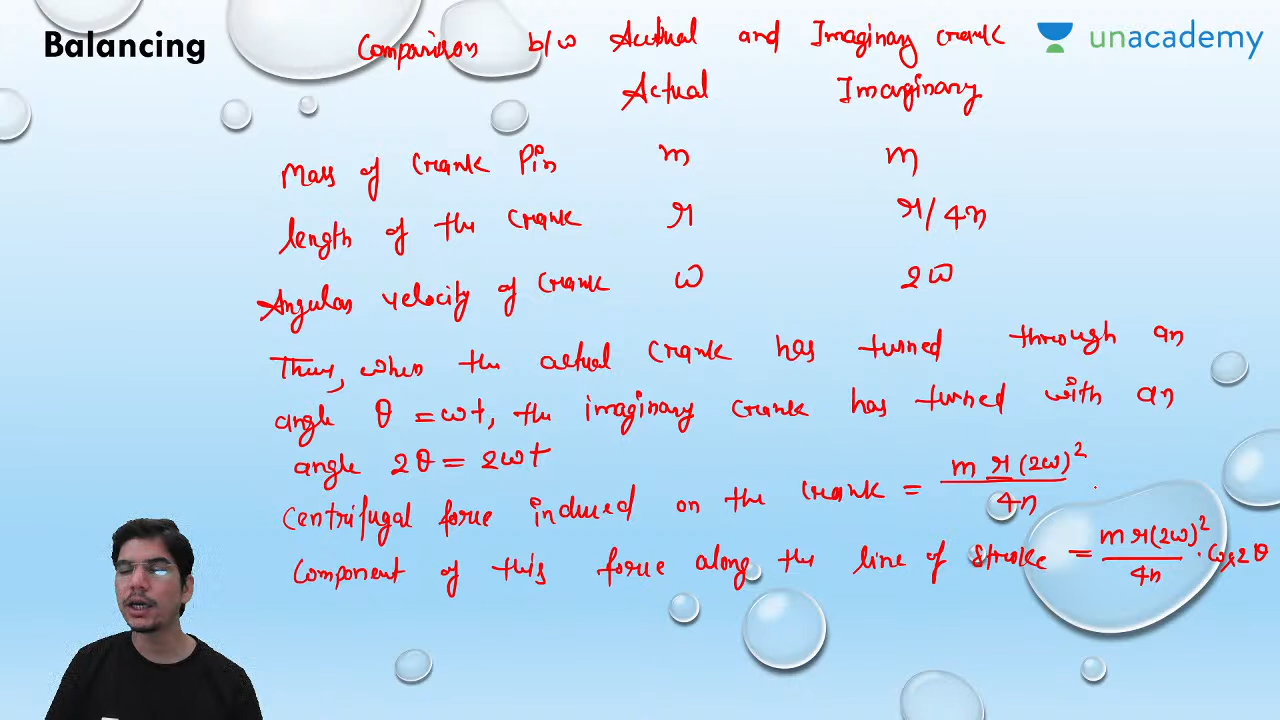 Balancing
Comparison b/w Actual and Imaginary crank
unacademy
Actual Imaginary
Mass of Crank Pin m m
length of the Crank r r/4n
Angular velocity of Crank ω 2ω
Thus, when the actual Crank has turned through an
angle θ = ωt, the imaginary crank has turned with an
angle 2θ = 2ωt
Centrifugal force induced on the crank = m r (2ω)² / 4n
Component of this force along the line of stroke = m r (2ω)² / 4n · cos2θ